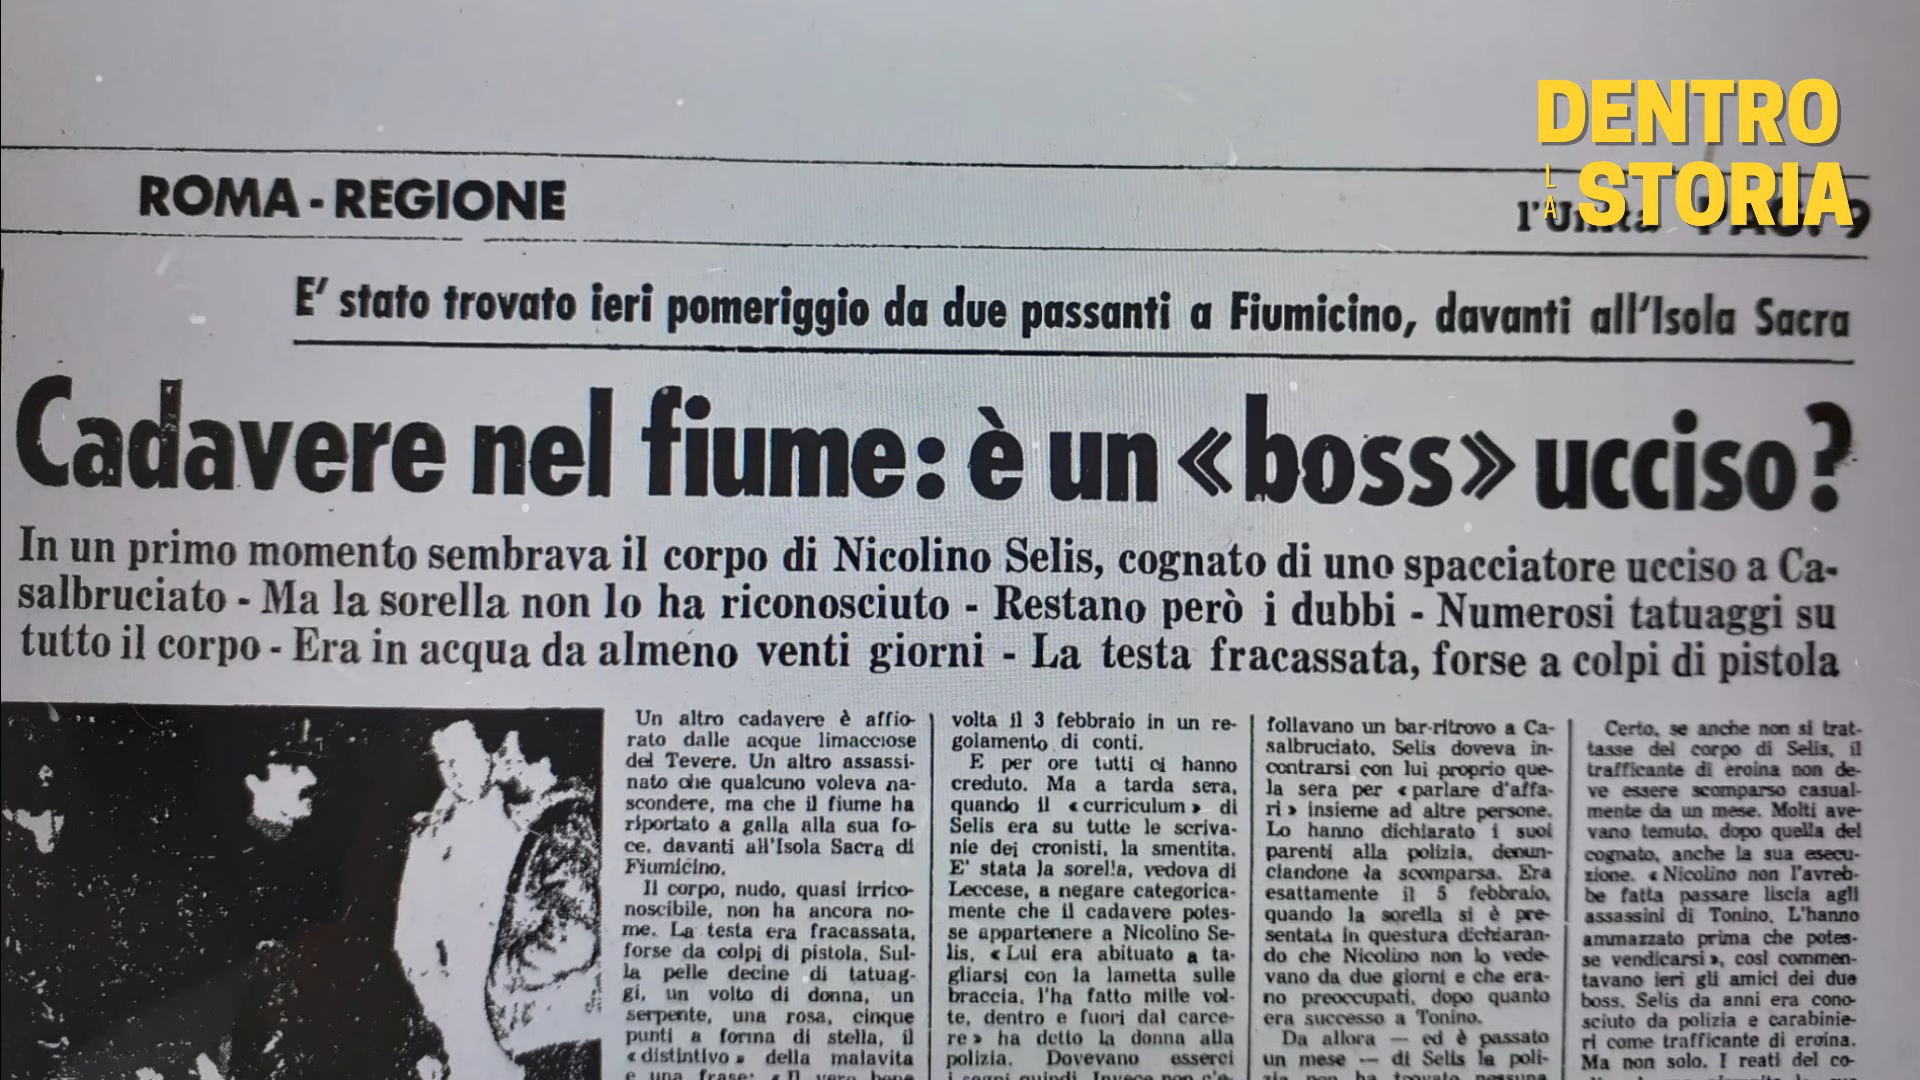 DENTRO
LA STORIA
ROMA - REGIONE
l'Unità PAG. 9
E' stato trovato ieri pomeriggio da due passanti a Fiumicino, davanti all'Isola Sacra
Cadavere nel fiume: è un «boss» ucciso?
In un primo momento sembrava il corpo di Nicolino Selis, cognato di uno spacciatore ucciso a Ca-
salbruciato - Ma la sorella non lo ha riconosciuto - Restano però i dubbi - Numerosi tatuaggi su
tutto il corpo - Era in acqua da almeno venti giorni - La testa fracassata, forse a colpi di pistola
Un altro cadavere è affio-
rato dalle acque limacciose
del Tevere. Un altro assassi-
nato che qualcuno voleva na-
scondere, ma che il fiume ha
riportato a galla alla sua fo-
ce, davanti all'Isola Sacra di
Fiumicino.
Il corpo, nudo, quasi irrico-
noscibile, non ha ancora no-
me. La testa era fracassata,
forse da colpi di pistola. Sul-
la pelle decine di tatuag-
gi, un volto di donna, un
serpente, una rosa, cinque
punti a forma di stella, il
«distintivo» della malavita
e una frase: «Il vero bene
volta il 3 febbraio in un re-
golamento di conti.
E per ore tutti ci hanno
creduto. Ma a tarda sera,
quando il «curriculum» di
Selis era su tutte le scriva-
nie dei cronisti, la smentita.
E' stata la sorella, vedova di
Leccese, a negare categorica-
mente che il cadavere potes-
se appartenere a Nicolino Se-
lis. «Lui era abituato a ta-
gliarsi con la lametta sulle
braccia, l'ha fatto mille vol-
te, dentro e fuori dal carce-
re» ha detto la donna alla
polizia. Dovevano esserci
i segni quindi. Invece non c'è-
follavano un bar-ritrovo a Ca-
salbruciato. Selis doveva in-
contrarsi con lui proprio que-
la sera per «parlare d'affa-
ri» insieme ad altre persone.
Lo hanno dichiarato i suoi
parenti alla polizia, denun-
ciandone la scomparsa. Era
esattamente il 5 febbraio,
quando la sorella si è pre-
sentata in questura dichiaran-
do che Nicolino non lo vede-
vano da due giorni e che era-
no preoccupati, dopo quanto
era successo a Tonino.
Da allora — ed è passato
un mese — di Selis la poli-
zia non ha trovato nessuna
Certo, se anche non si trat-
tasse del corpo di Selis, il
trafficante di eroina non de-
ve essere scomparso casual-
mente da un mese. Molti ave-
vano temuto, dopo quella del
cognato, anche la sua esecu-
zione. «Nicolino non l'avreb-
be fatta passare liscia agli
assassini di Tonino. L'hanno
ammazzato prima che potes-
se vendicarsi», così commen-
tavano ieri gli amici dei due
boss. Selis da anni era cono-
sciuto da polizia e carabinie-
ri come trafficante di eroina.
Ma non solo. I reati del co-